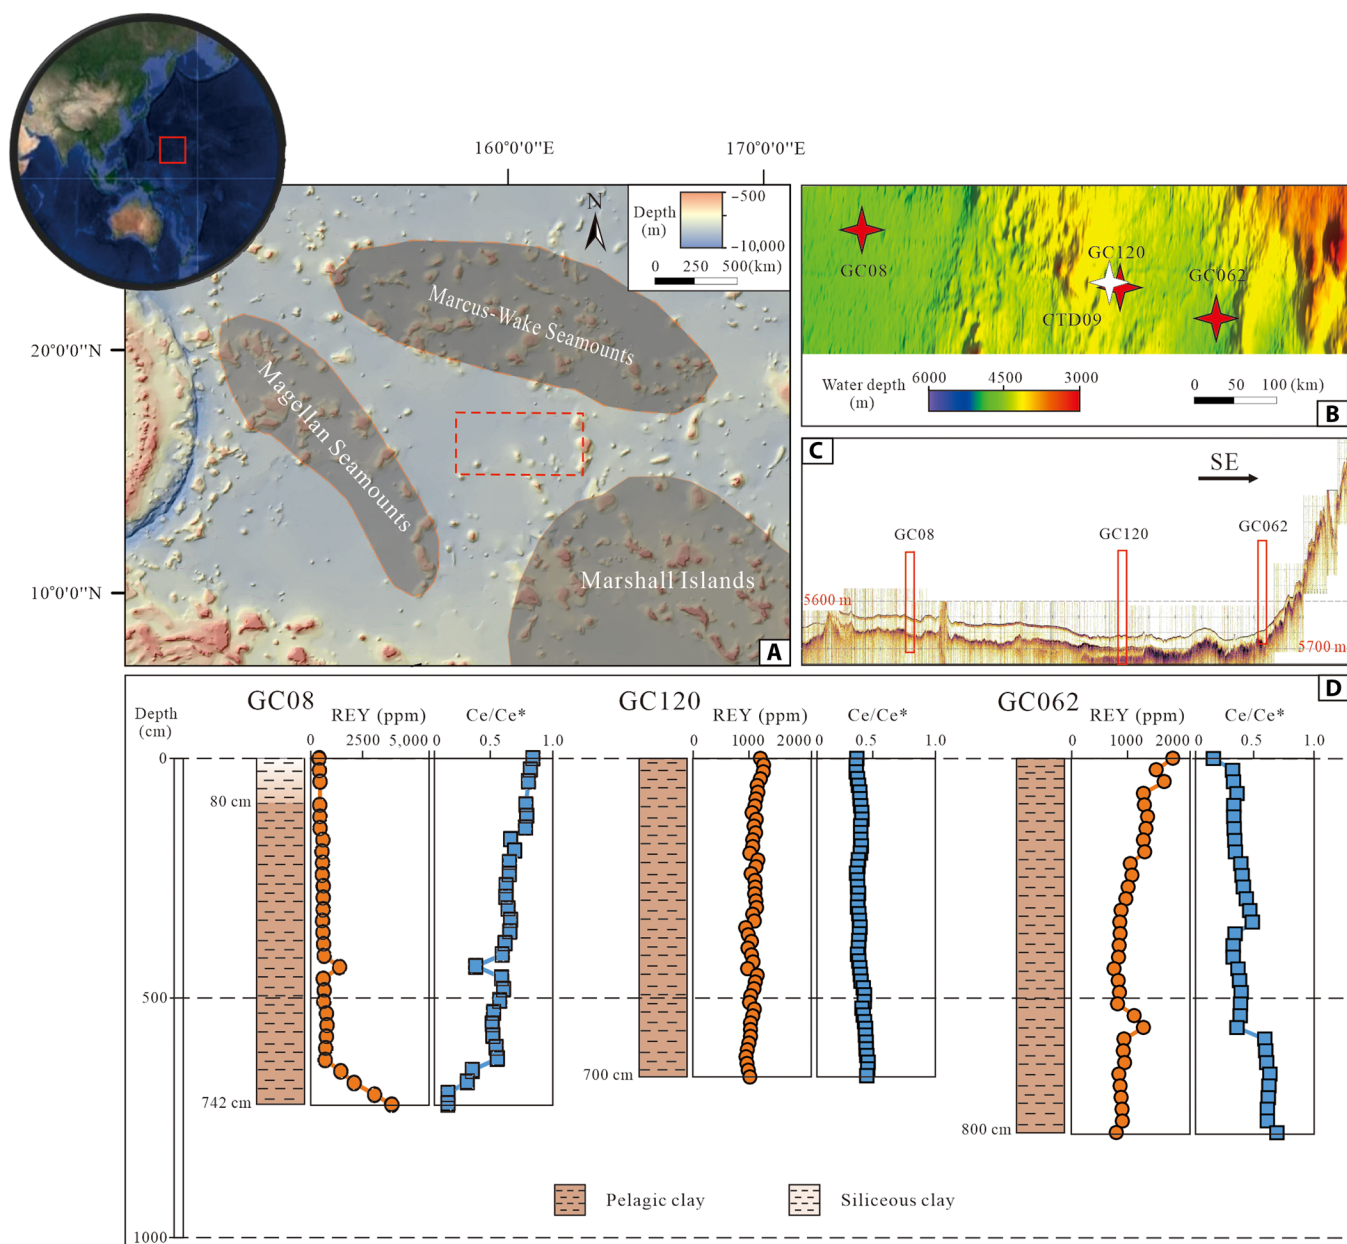 160°0'0"E
170°0'0"E
20°0'0"N
10°0'0"N
N
Depth
(m)
−500
−10,000
0 250 500(km)
Marcus-Wake Seamounts
Magellan Seamounts
Marshall Islands
A
GC08
GC120
GC062
CTD09
Water depth
(m)
6000 4500 3000
0 50 100 (km)
B
C
SE
GC08
GC120
GC062
5600 m
5700 m
D
GC08
GC120
GC062
Depth
(cm)
REY (ppm)
Ce/Ce*
REY (ppm)
Ce/Ce*
REY (ppm)
Ce/Ce*
0 2500 5,000
0 0.5 1.0
0 1000 2000
0 0.5 1.0
0 1000 2000
0 0.5 1.0
0
80 cm
500
700 cm
742 cm
800 cm
1000
Pelagic clay
Siliceous clay